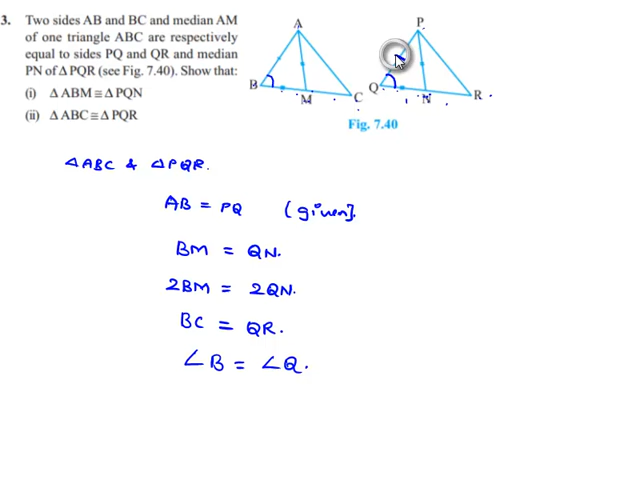 3. Two sides AB and BC and median AM
of one triangle ABC are respectively
equal to sides PQ and QR and median
PN of Δ PQR (see Fig. 7.40). Show that:
(i) Δ ABM ≅ Δ PQN
(ii) Δ ABC ≅ Δ PQR
A
B
M
C
P
Q
N
R
Fig. 7.40
△ABC & △PQR.
AB = PQ (given].
BM = QN.
2BM = 2QN.
BC = QR.
∠B = ∠Q.